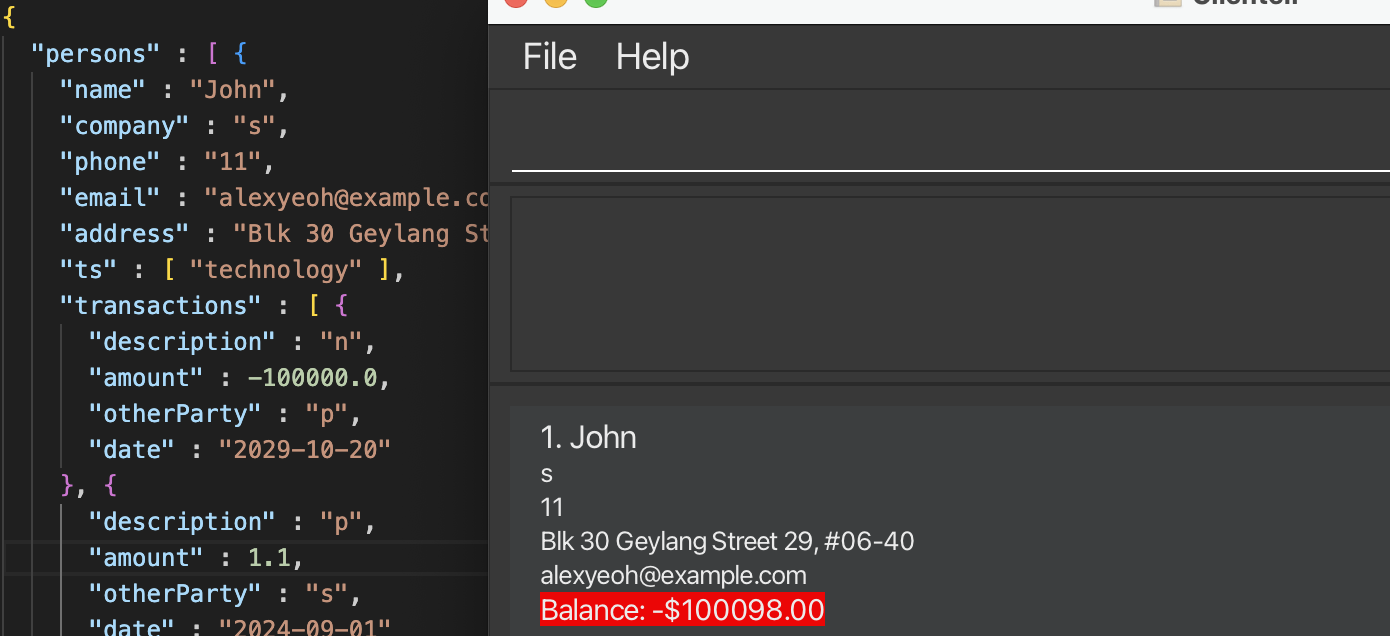 {
"persons" : [ {
"name" : "John",
"company" : "s",
"phone" : "11",
"email" : "alexyeoh@example.co
"address" : "Blk 30 Geylang St
"ts" : [ "technology" ],
"transactions" : [ {
"description" : "n",
"amount" : -100000.0,
"otherParty" : "p",
"date" : "2029-10-20"
}, {
"description" : "p",
"amount" : 1.1,
"otherParty" : "s",
"date" : "2024-09-01"
File Help
1. John
s
11
Blk 30 Geylang Street 29, #06-40
alexyeoh@example.com
Balance: -$100098.00